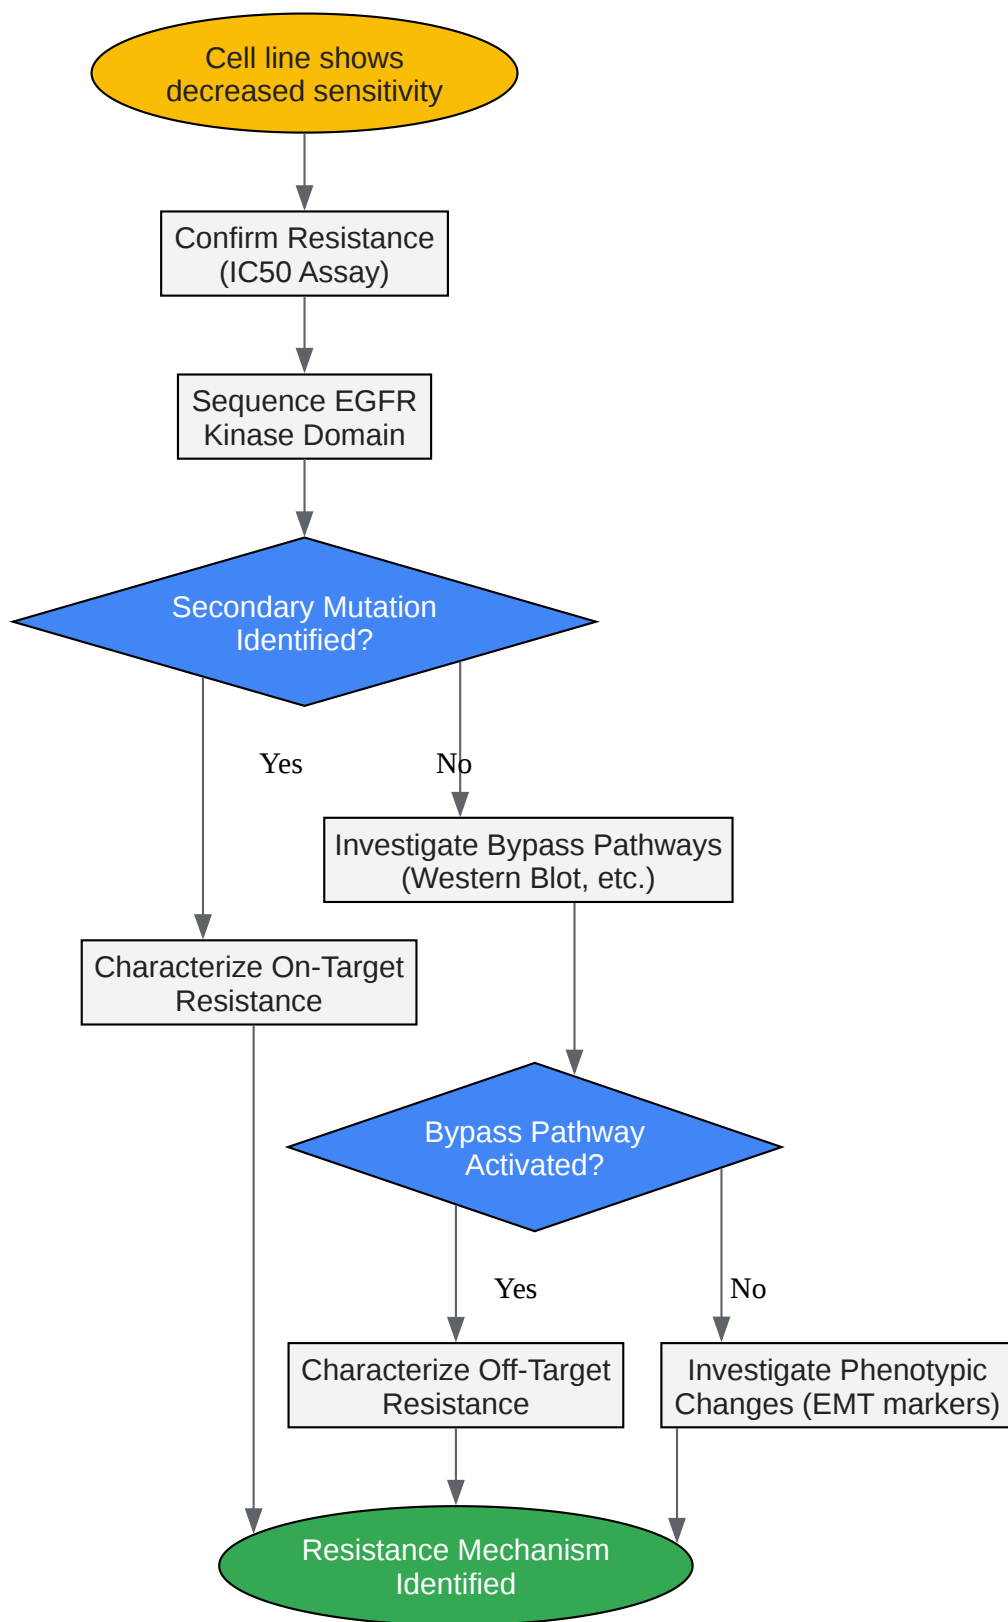 Cell line shows
decreased sensitivity
Confirm Resistance
(IC50 Assay)
Sequence EGFR
Kinase Domain
Secondary Mutation
Identified?
Yes
No
Investigate Bypass Pathways
(Western Blot, etc.)
Characterize On-Target
Resistance
Bypass Pathway
Activated?
Yes
No
Characterize Off-Target
Resistance
Investigate Phenotypic
Changes (EMT markers)
Resistance Mechanism
Identified